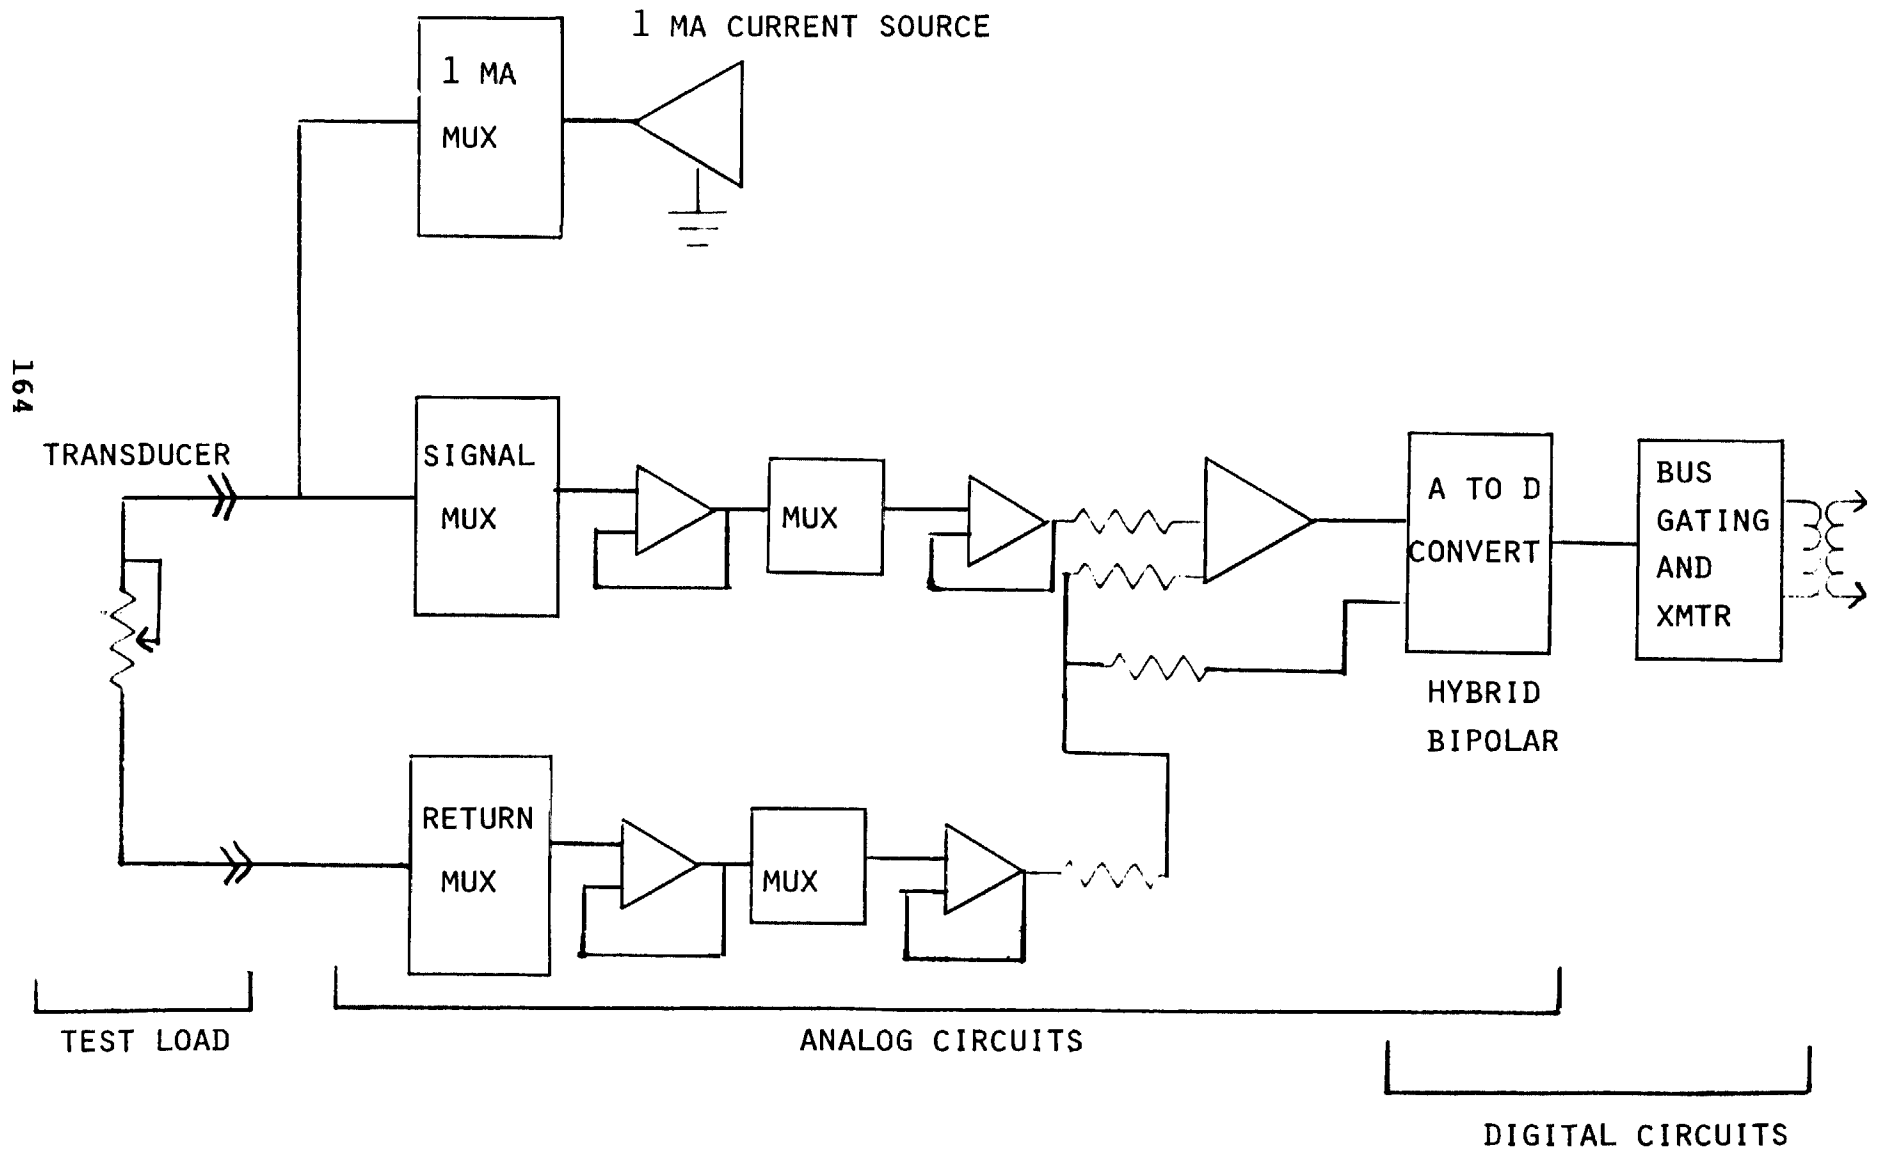 1 MA CURRENT SOURCE
1 MA
MUX
164
TRANSDUCER
SIGNAL
MUX
MUX
A TO D
CONVERT
BUS
GATING
AND
XMTR
HYBRID
BIPOLAR
RETURN
MUX
MUX
TEST LOAD
ANALOG CIRCUITS
DIGITAL CIRCUITS